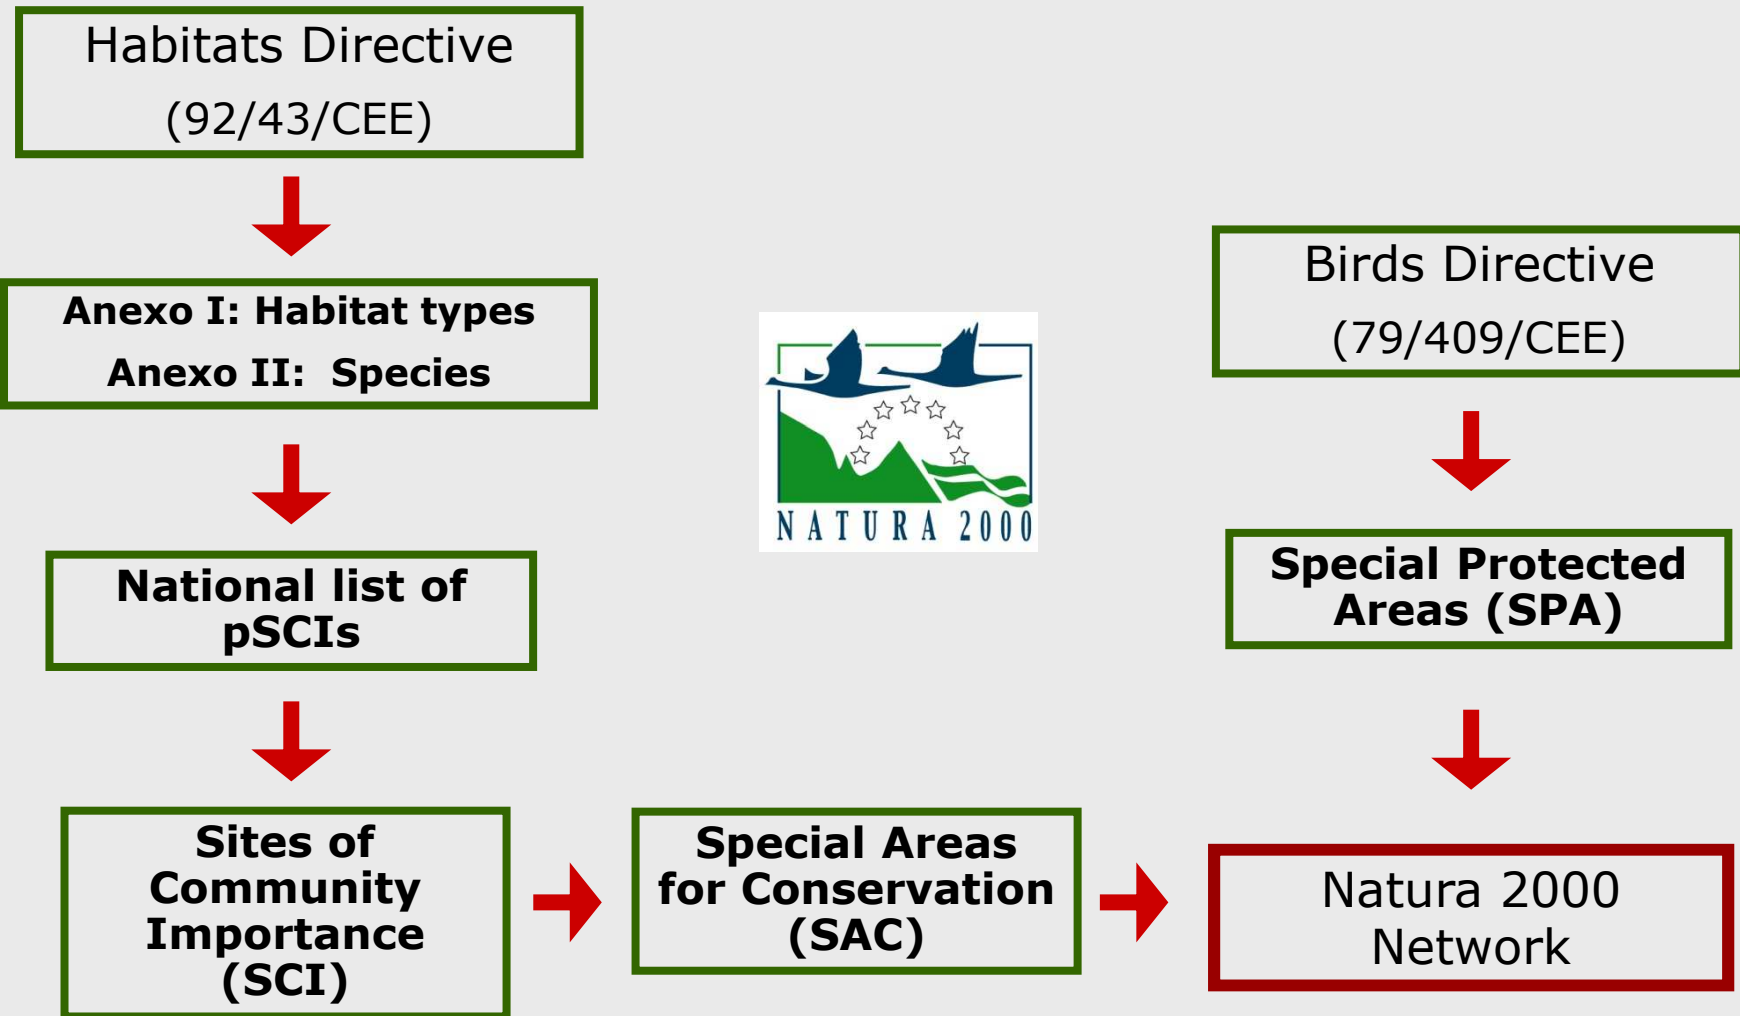 Habitats Directive
(92/43/CEE)
Anexo I: Habitat types
Anexo II: Species
National list of
pSCIs
Sites of
Community
Importance
(SCI)
Special Areas
for Conservation
(SAC)
NATURA 2000
Birds Directive
(79/409/CEE)
Special Protected
Areas (SPA)
Natura 2000
Network